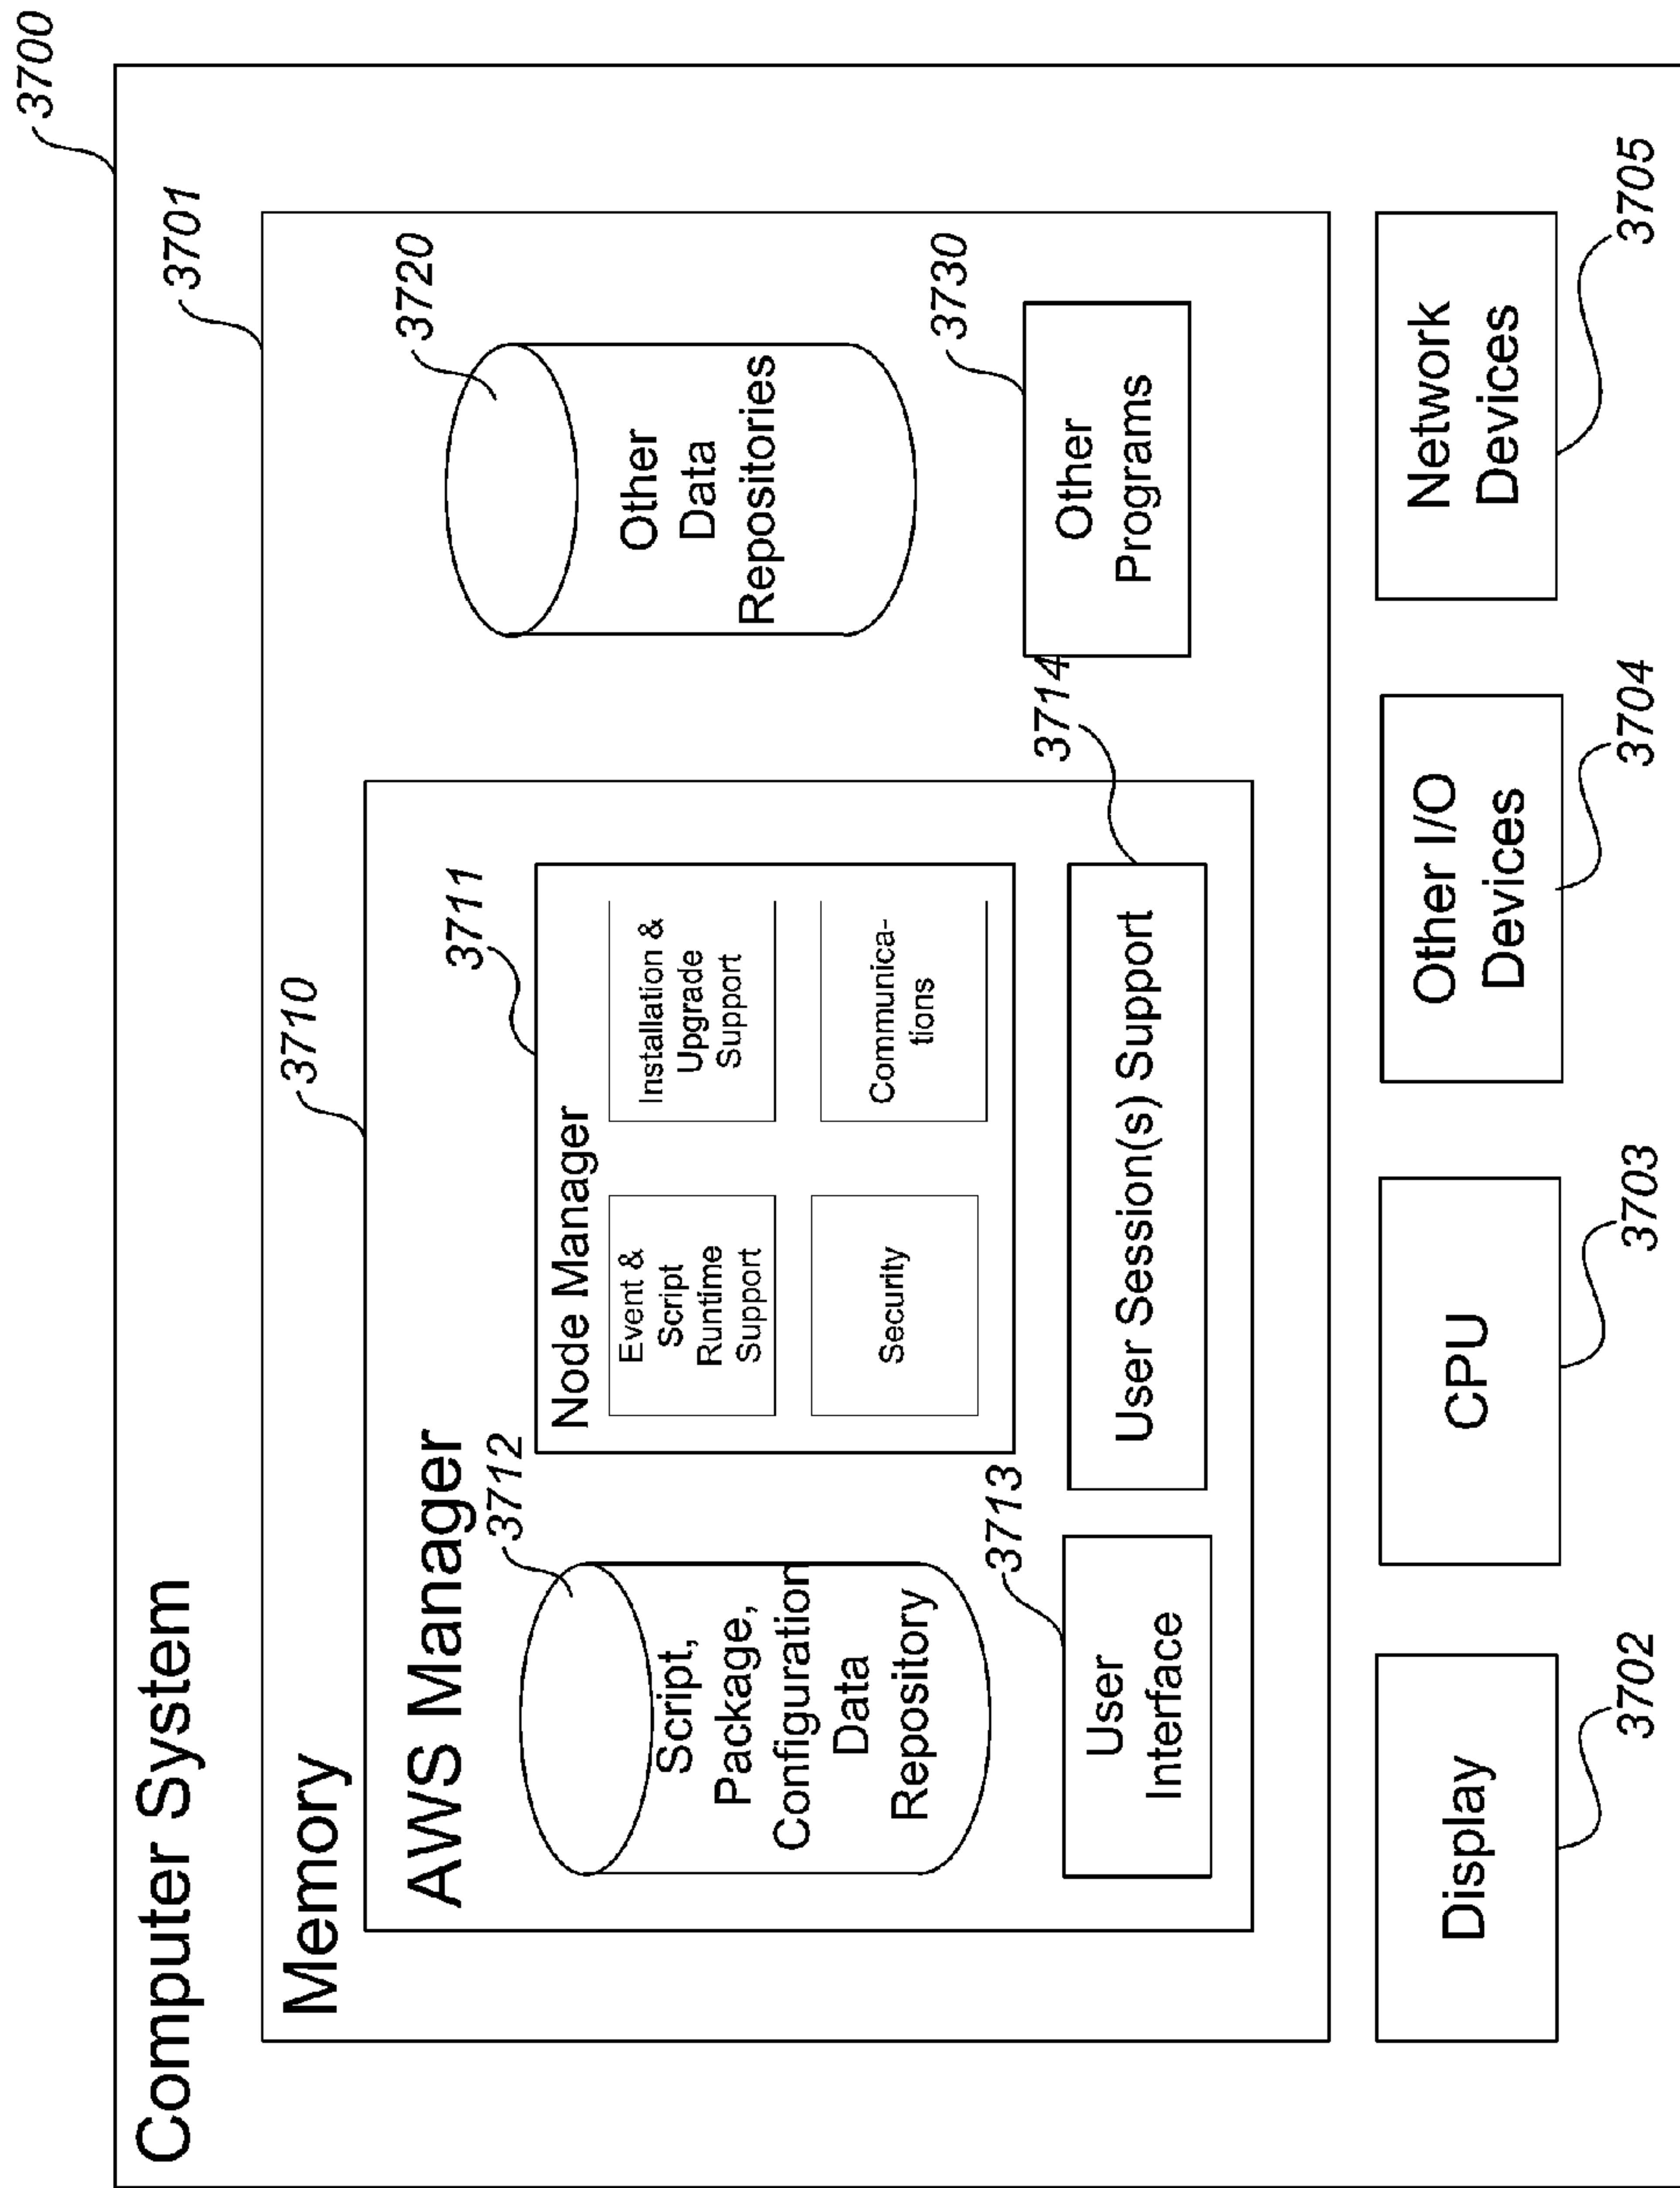 3700
Computer System
3701
Memory
3710
AWS Manager
3712
Script,
Package,
Configuration
Data
Repository
3711
Node Manager
Event &
Script
Runtime
Support
Installation &
Upgrade
Support
Security
Communica-
tions
3713
User
Interface
3714
User Session(s) Support
3720
Other
Data
Repositories
3730
Other
Programs
Display
3702
CPU
3703
Other I/O
Devices
3704
Network
Devices
3705